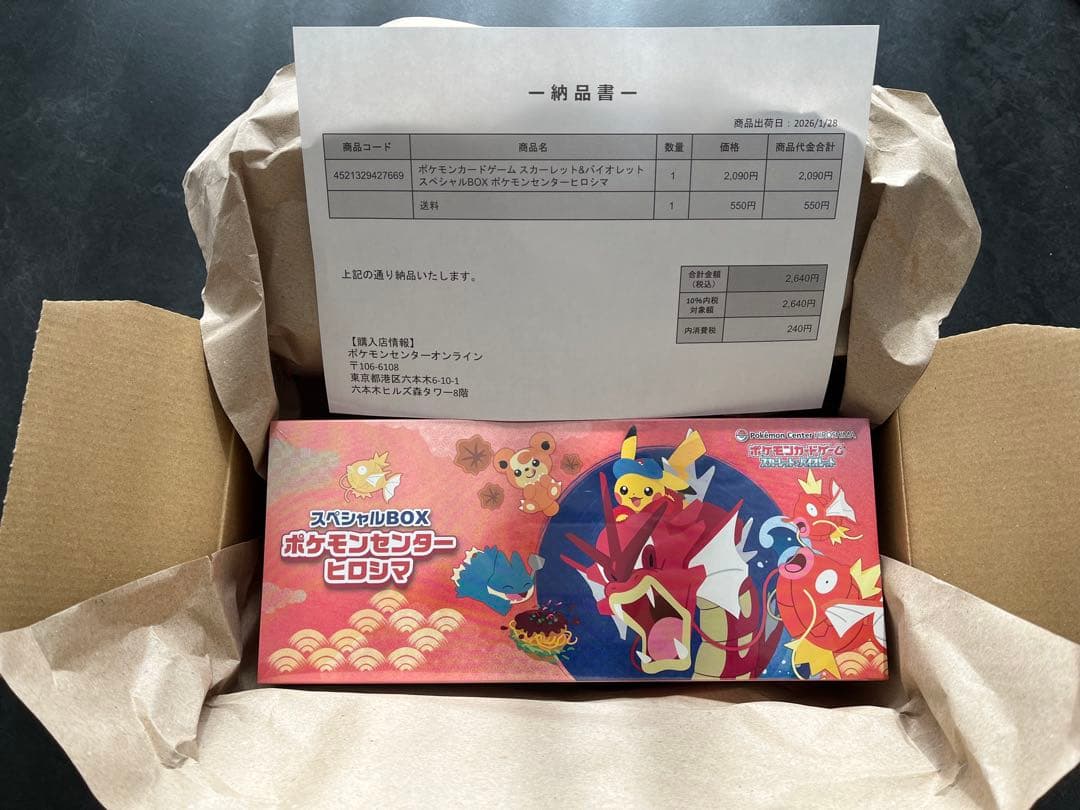 ー納品書ー
商品出荷日：2026/1/28
商品コード 商品名 数量 価格 商品代金合計
4521329427669 ポケモンカードゲーム スカーレット&バイオレット
スペシャルBOX ポケモンセンターヒロシマ 1 2,090円 2,090円
送料 1 550円 550円
上記の通り納品いたします。
合計金額
（税込） 2,640円
10%内税
対象額 2,640円
内消費税 240円
【購入店情報】
ポケモンセンターオンライン
〒106-6108
東京都港区六本木6-10-1
六本木ヒルズ森タワー8階
Pokémon Center HIROSHIMA
ポケモンカードゲーム
スカーレット&バイオレット
スペシャルBOX
ポケモンセンター
ヒロシマ